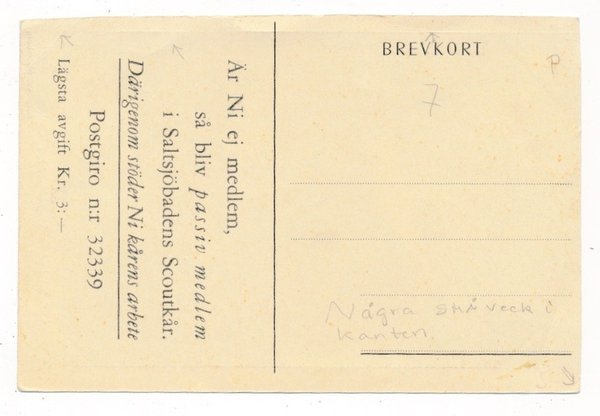 Är Ni ej medlem,
så bliv passiv medlem
i Saltsjöbadens Scoutkår.
Därigenom stöder Ni kårens arbete
Postgiro n:r 32339
Lägsta avgift Kr. 3:—
BREVKORT
P
7
Några små veck i
kanten.